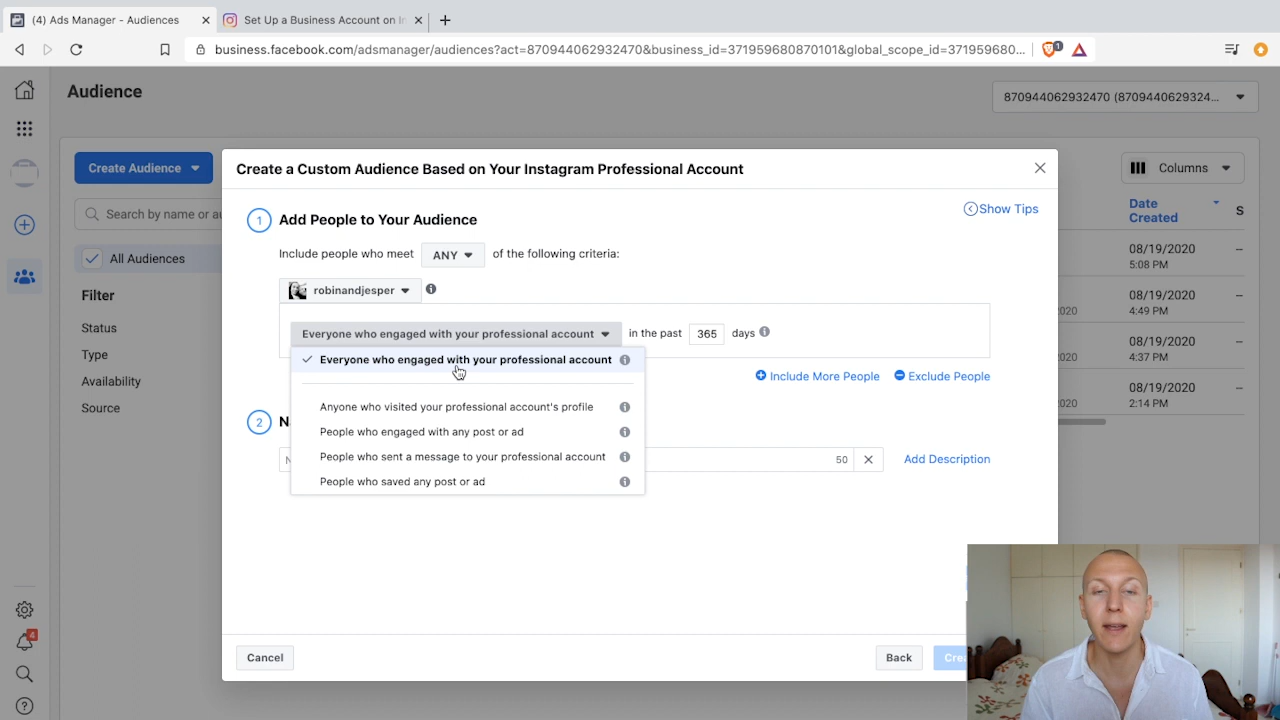 (4) Ads Manager - Audiences
Set Up a Business Account on In
business.facebook.com/adsmanager/audiences?act=870944062932470&business_id=371959680870101&global_scope_id=371959680...
1
Audience
870944062932470 (8709440629324...
Create Audience
Columns
Search by name or au
Date Created
S
All Audiences
08/19/2020
5:08 PM
--
Filter
08/19/2020
4:49 PM
--
020
Status
08/19/2020
4:37 PM
--
020
Type
08/19/2020
2:14 PM
--
020
Availability
Source
4
Create a Custom Audience Based on Your Instagram Professional Account
1
Add People to Your Audience
Show Tips
Include people who meet ANY of the following criteria:
robinandjesper
Everyone who engaged with your professional account in the past 365 days
Everyone who engaged with your professional account
Include More People Exclude People
Anyone who visited your professional account's profile
People who engaged with any post or ad
People who sent a message to your professional account
People who saved any post or ad
2
N
50
Add Description
Cancel
Back
Crea